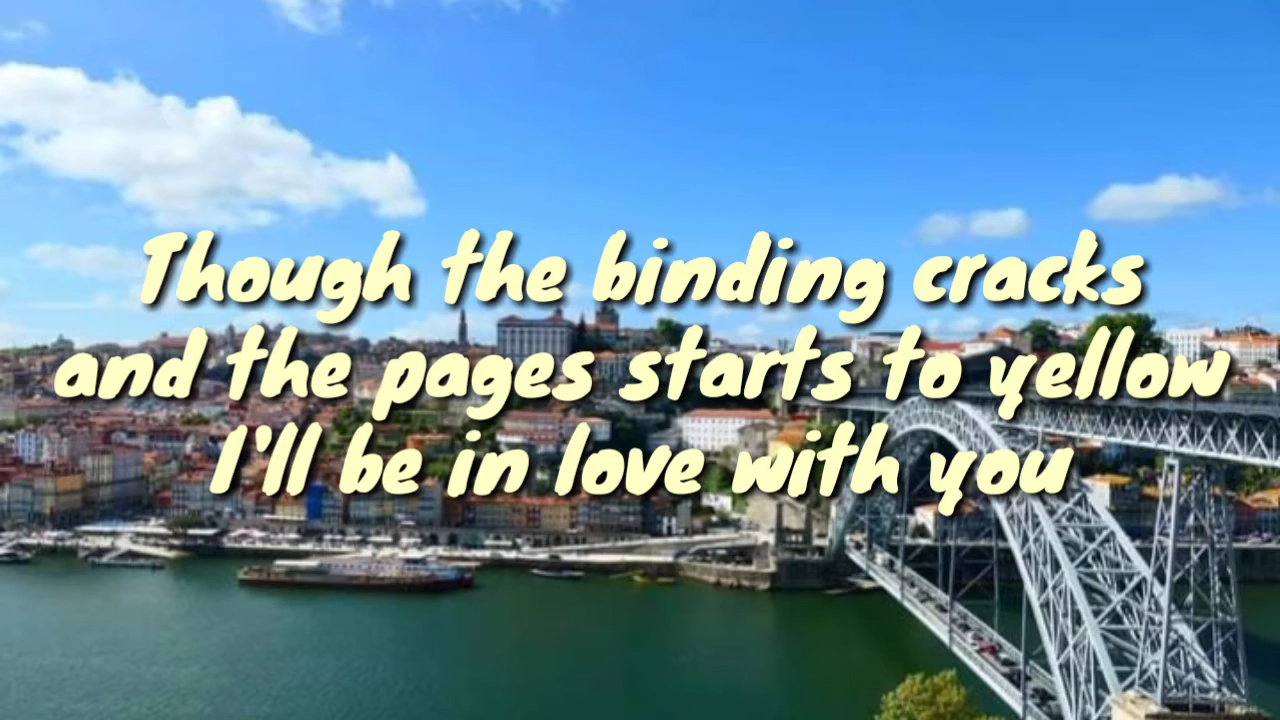 Though the binding cracks
and the pages starts to yellow
I'll be in love with you